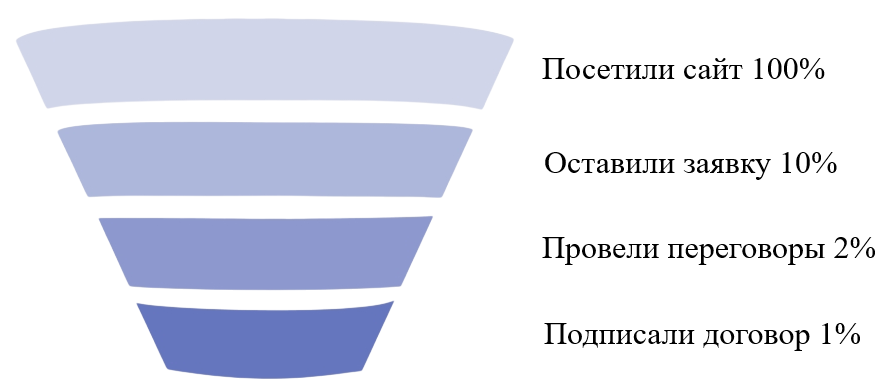 Посетили сайт 100%
Оставили заявку 10%
Провели переговоры 2%
Подписали договор 1%